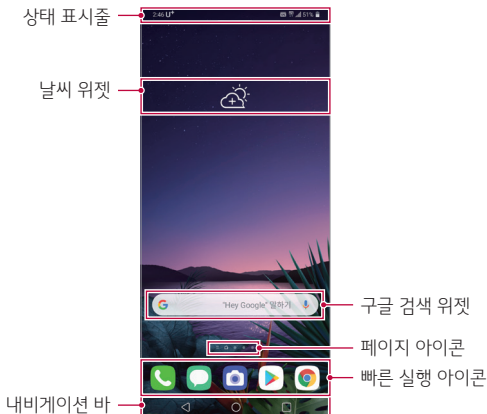 상태 표시줄
2:46 U+
51%
날씨 위젯
"Hey Google" 말하기
구글 검색 위젯
페이지 아이콘
빠른 실행 아이콘
내비게이션 바